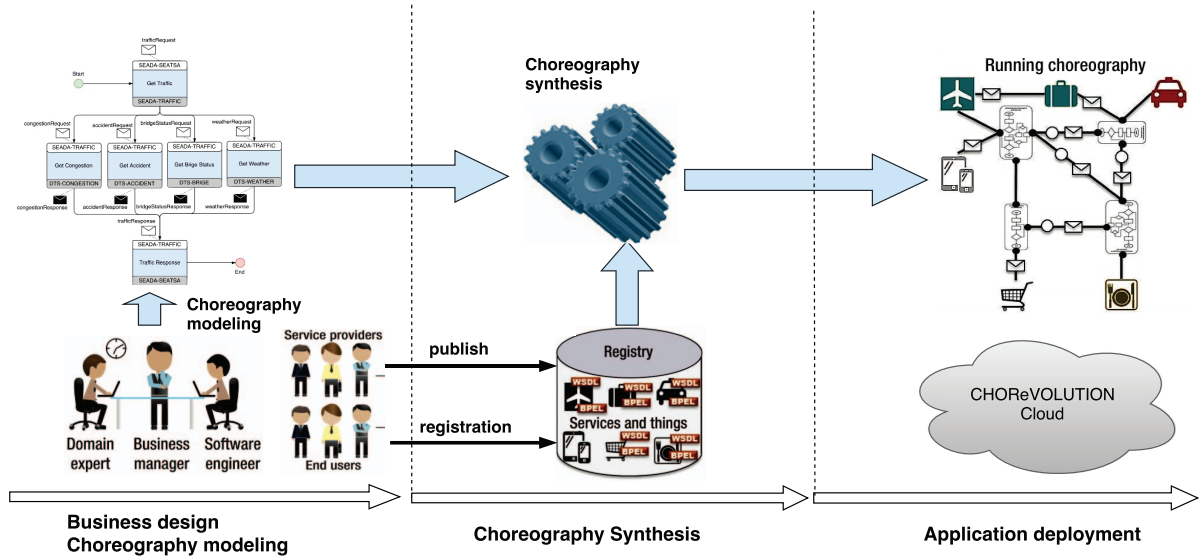 trafficRequest
SEADA-SEATSA
Start
Get Traffic
SEADA-TRAFFIC
congestionRequest
accidentRequest
bridgeStatusRequest
weatherRequest
SEADA-TRAFFIC
SEADA-TRAFFIC
SEADA-TRAFFIC
SEADA-TRAFFIC
Get Congestion
Get Accident
Get Brige Status
Get Weather
DTS-CONGESTION
DTS-ACCIDENT
DTS-BRIGE
DTS-WEATHER
congestionResponse
accidentResponse
bridgeStatusResponse
weatherResponse
trafficResponse
SEADA-TRAFFIC
Traffic Response
SEADA-SEATSA
End
Choreography
modeling
Domain
expert
Business
manager
Software
engineer
Service providers
End users
publish
registration
Choreography
synthesis
Registry
WSDL
BPEL
WSDL
BPEL
WSDL
BPEL
Services and things
WSDL
BPEL
WSDL
BPEL
Running choreography
CHOReVOLUTION
Cloud
Business design
Choreography modeling
Choreography Synthesis
Application deployment